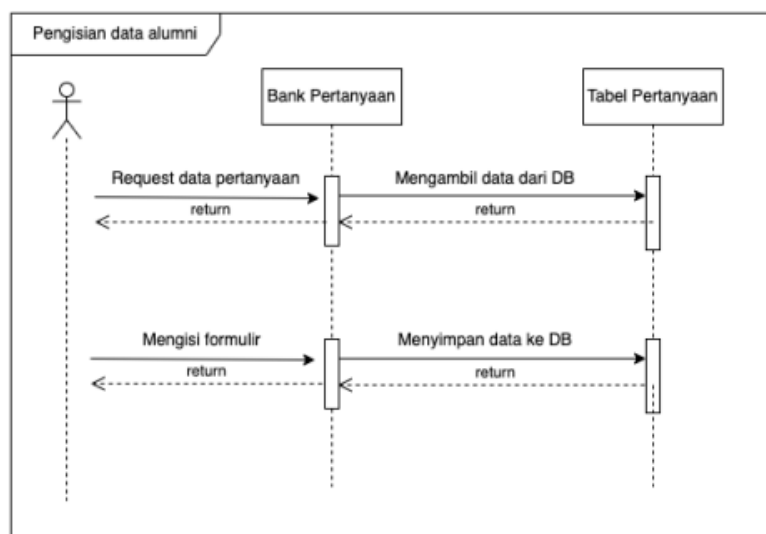 Pengisian data alumni
Bank Pertanyaan
Tabel Pertanyaan
Request data pertanyaan
Mengambil data dari DB
return
return
Mengisi formulir
Menyimpan data ke DB
return
return